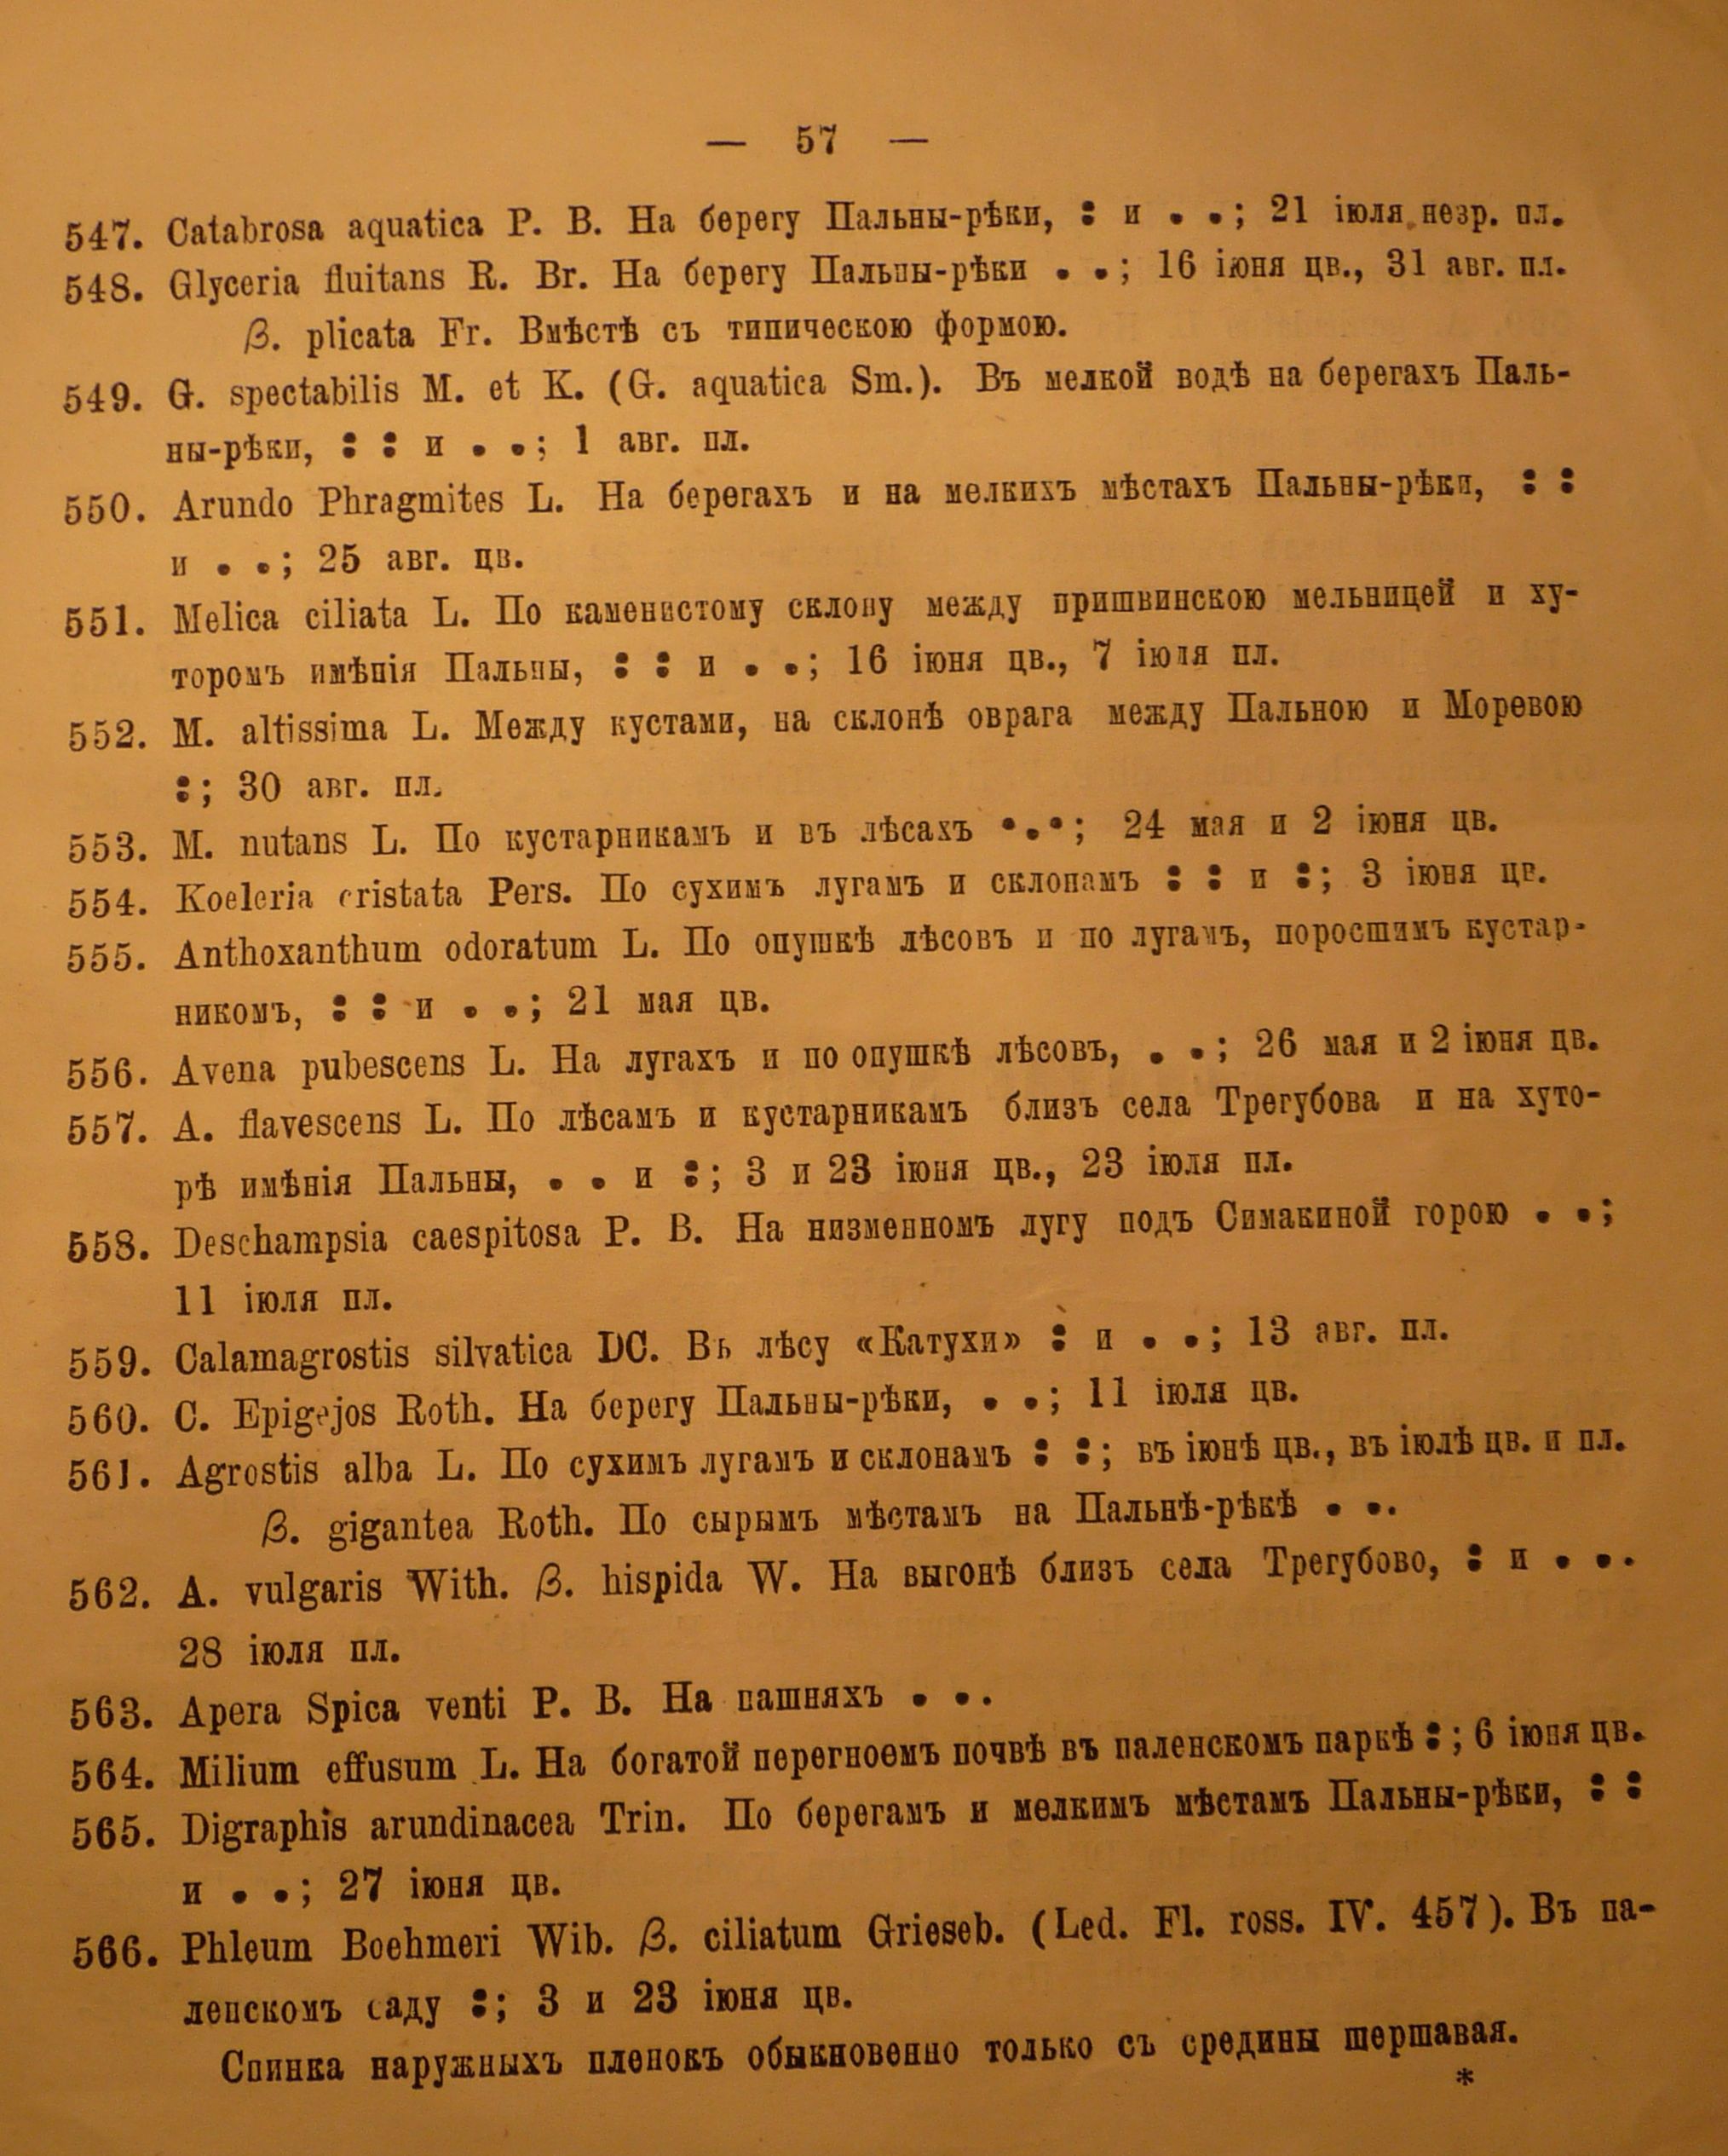 — 57 —
547. Catabrosa aquatica P. B. На берегу Пальны-рѣки, : и . .; 21 іюля незр. пл.
548. Glyceria fluitans R. Br. На берегу Пальны-рѣки . .; 16 іюня цв., 31 авг. пл.
β. plicata Fr. Вмѣстѣ съ типическою формою.
549. G. spectabilis M. et K. (G. aquatica Sm.). Въ мелкой водѣ на берегахъ Паль-
ны-рѣки, : : и . .; 1 авг. пл.
550. Arundo Phragmites L. На берегахъ и на мелкихъ мѣстахъ Пальны-рѣки, : :
и . .; 25 авг. цв.
551. Melica ciliata L. По каменистому склону между пришвинскою мельницей и ху-
торомъ имѣнія Пальны, : : и . .; 16 іюня цв., 7 іюля пл.
552. M. altissima L. Между кустами, на склонѣ оврага между Пальною и Моревою
:; 30 авг. пл.
553. M. nutans L. По кустарникамъ и въ лѣсахъ •.•; 24 мая и 2 іюня цв.
554. Koeleria cristata Pers. По сухимъ лугамъ и склонамъ : : и :; 3 іюня цв.
555. Anthoxanthum odoratum L. По опушкѣ лѣсовъ и по лугамъ, поросшимъ кустар-
никомъ, : : и . .; 21 мая цв.
556. Avena pubescens L. На лугахъ и по опушкѣ лѣсовъ, . .; 26 мая и 2 іюня цв.
557. A. flavescens L. По лѣсамъ и кустарникамъ близъ села Трегубова и на хуто-
рѣ имѣнія Пальны, . . и :; 3 и 23 іюня цв., 23 іюля пл.
558. Deschampsia caespitosa P. B. На низменномъ лугу подъ Симакиной горою . .;
11 іюля пл.
559. Calamagrostis silvatica DC. Въ лѣсу «Катухи» : и . .; 13 авг. пл.
560. C. Epigejos Roth. На берегу Пальны-рѣки, . .; 11 іюля цв.
561. Agrostis alba L. По сухимъ лугамъ и склонамъ : :; въ іюнѣ цв., въ іюлѣ цв. и пл.
β. gigantea Roth. По сырымъ мѣстамъ на Пальнѣ-рѣкѣ . ..
562. A. vulgaris With. β. hispida W. На выгонѣ близъ села Трегубово, : и . ..
28 іюля пл.
563. Apera Spica venti P. B. На пашняхъ . ..
564. Milium effusum L. На богатой перегноемъ почвѣ въ паленскомъ паркѣ :; 6 іюня цв.
565. Digraphis arundinacea Trin. По берегамъ и мелкимъ мѣстамъ Пальны-рѣки, : :
и . .; 27 іюня цв.
566. Phleum Boehmeri Wib. β. ciliatum Grieseb. (Led. Fl. ross. IV. 457). Въ па-
ленскомъ саду :; 3 и 23 іюня цв.
Спинка наружныхъ пленокъ обыкновенно только съ средины шершавая.
*